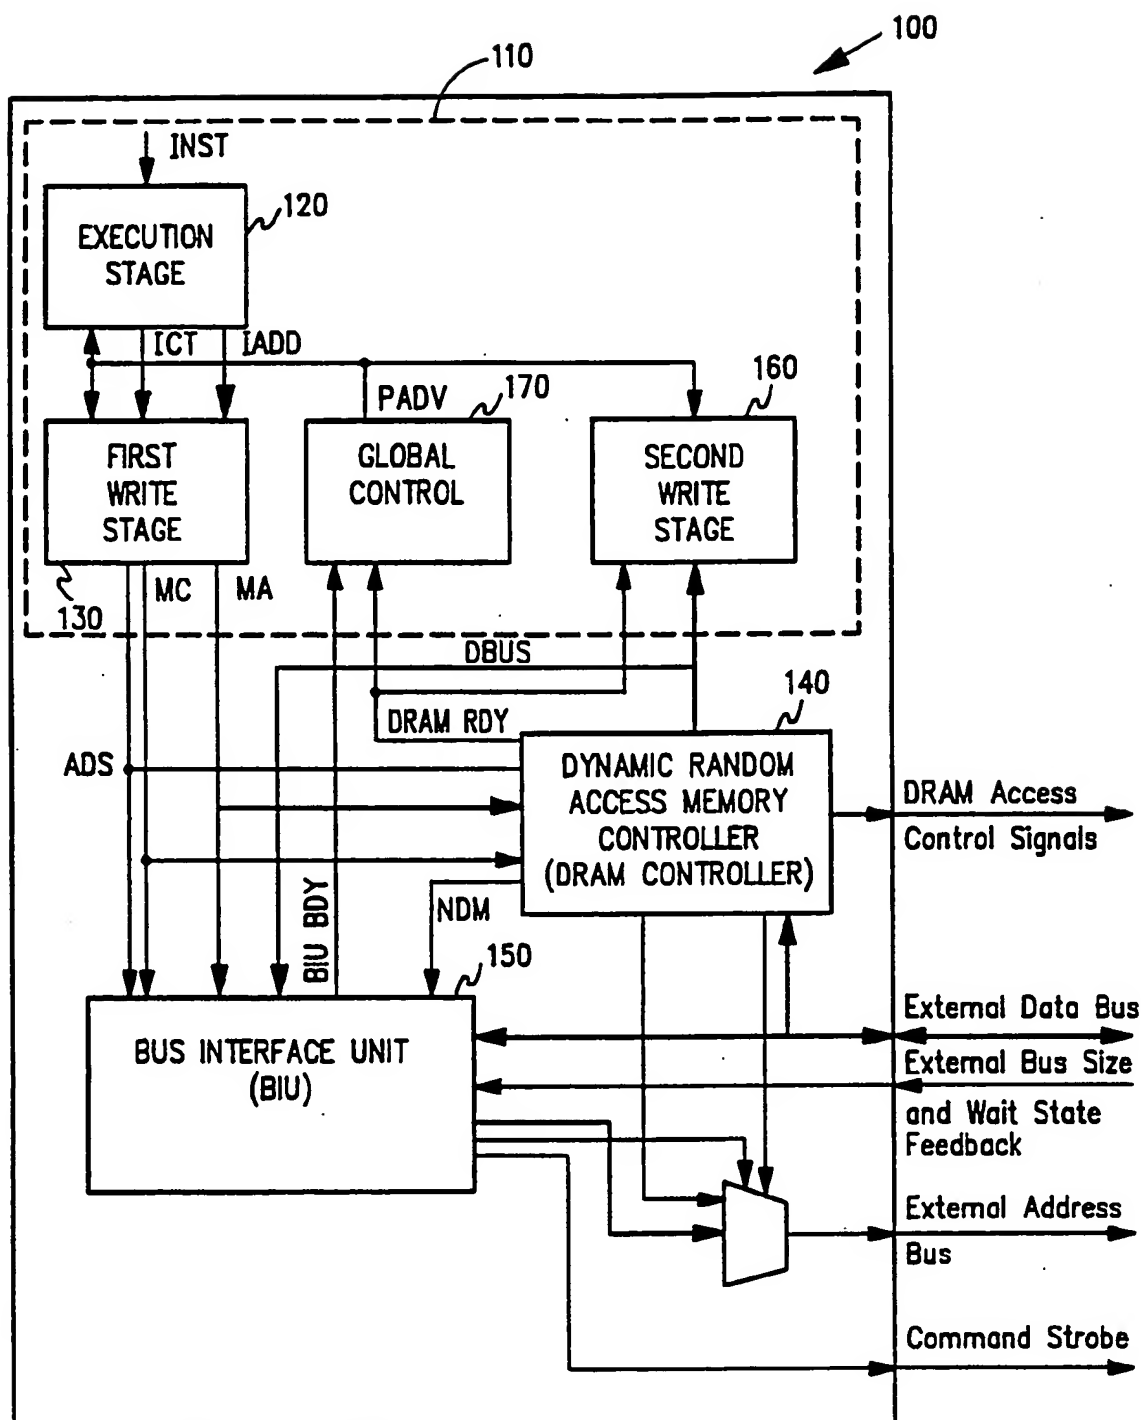 100
110
INST
120
EXECUTION
STAGE
ICT
IADD
PADV
170
160
FIRST
WRITE
STAGE
GLOBAL
CONTROL
SECOND
WRITE
STAGE
130
MC
MA
DBUS
DRAM RDY
140
ADS
DYNAMIC RANDOM
ACCESS MEMORY
CONTROLLER
(DRAM CONTROLLER)
DRAM Access
Control Signals
BIU BDY
NDM
150
BUS INTERFACE UNIT
(BIU)
External Data Bus
External Bus Size
and Wait State
Feedback
External Address
Bus
Command Strobe